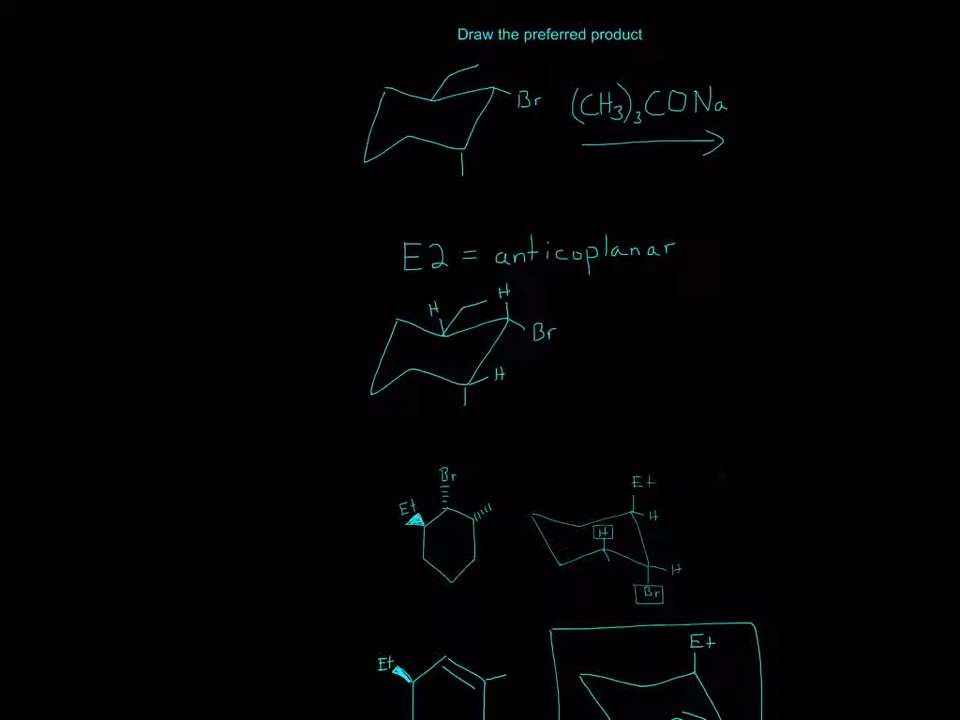 Draw the preferred product
Br
(CH3)3CONa
E2 = anticoplanar
H
H
Br
H
Br
Et
Et
H
H
H
Br
Et
Et